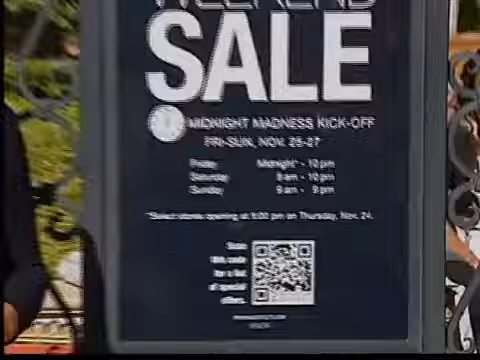 WEEKEND
SALE
MIDNIGHT MADNESS KICK-OFF
FRI-SUN, NOV. 25-27
Friday Midnight* - 10 pm
Saturday 9 am - 10 pm
Sunday 9 am - 9 pm
*Select stores opening at 9:00 pm on Thursday, Nov. 24.
Scan
this code
for a list
of special
offers.